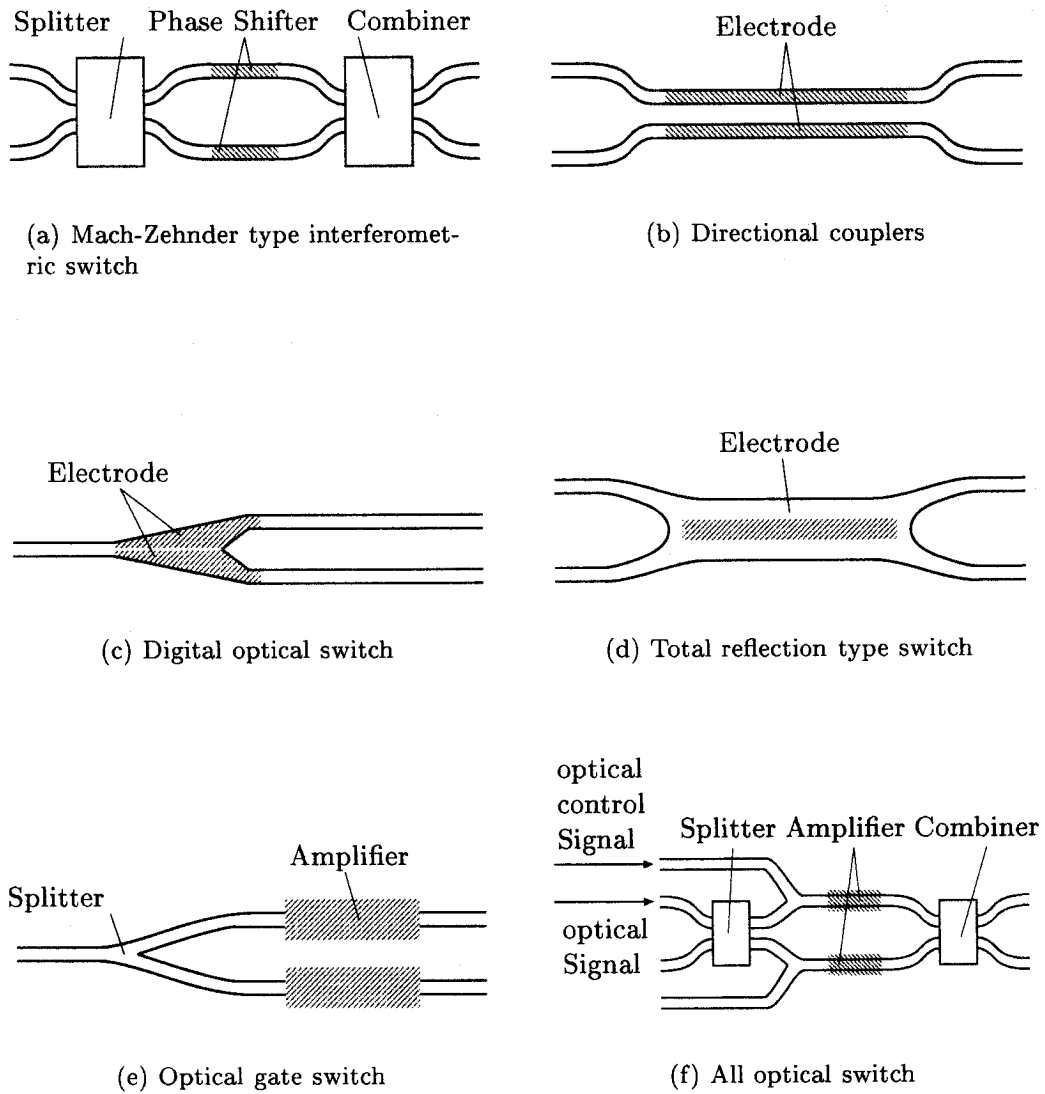 Splitter Phase Shifter Combiner
(a) Mach-Zehnder type interferomet-
ric switch
Electrode
(b) Directional couplers
Electrode
(c) Digital optical switch
Electrode
(d) Total reflection type switch
Splitter
Amplifier
(e) Optical gate switch
optical
control
Signal
Splitter Amplifier Combiner
optical
Signal
(f) All optical switch